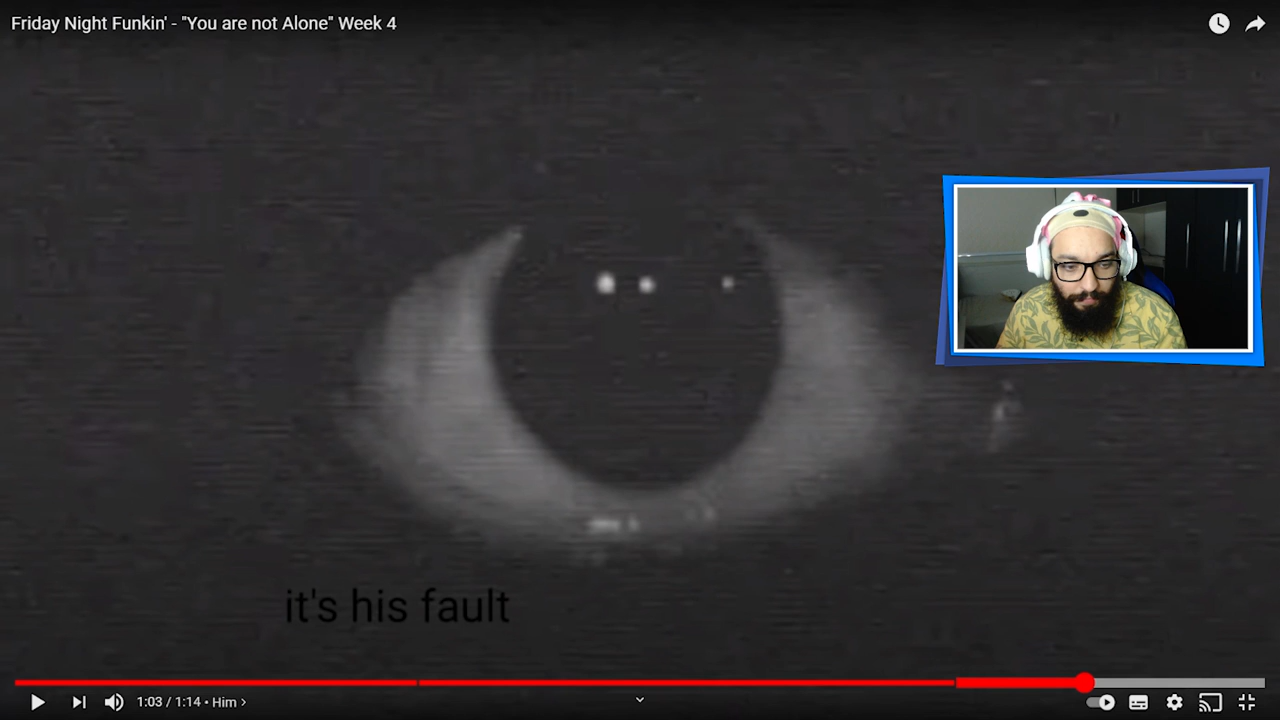 Friday Night Funkin' - "You are not Alone" Week 4
it's his fault
1:03 / 1:14 • Him ›